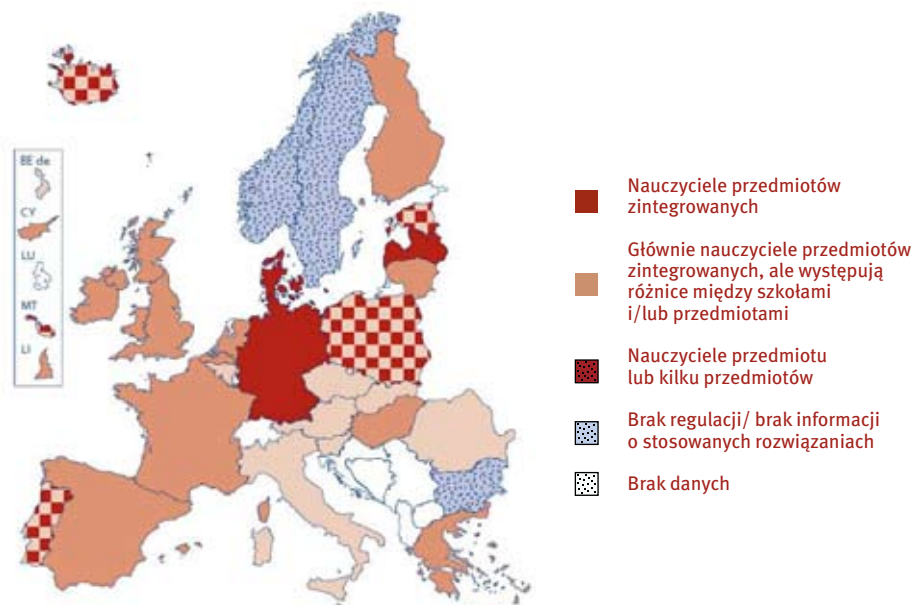 BE de
CY
LU
MT
LI
Nauczyciele przedmiotów
zintegrowanych
Głównie nauczyciele przedmiotów
zintegrowanych, ale występują
różnice między szkołami
i/lub przedmiotami
Nauczyciele przedmiotu
lub kilku przedmiotów
Brak regulacji/ brak informacji
o stosowanych rozwiązaniach
Brak danych